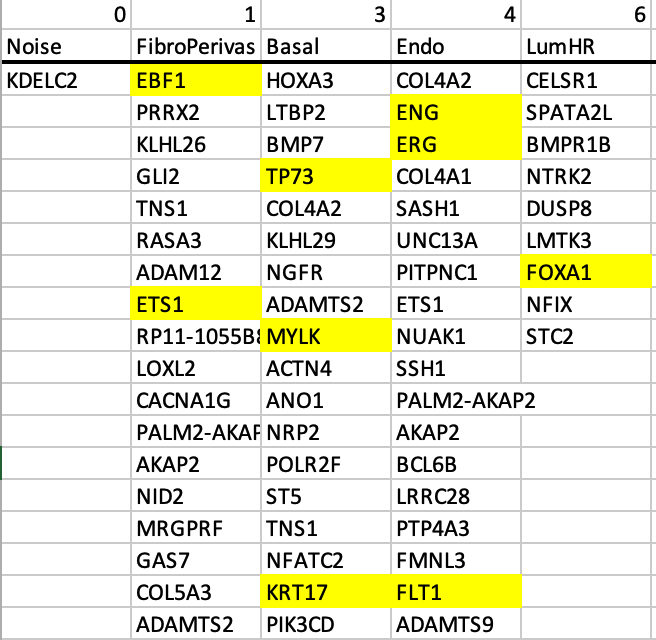 0 1 3 4 6
Noise FibroPerivas Basal Endo LumHR
KDELC2 EBF1 HOXA3 COL4A2 CELSR1
PRRX2 LTBP2 ENG SPATA2L
KLHL26 BMP7 ERG BMPR1B
GLI2 TP73 COL4A1 NTRK2
TNS1 COL4A2 SASH1 DUSP8
RASA3 KLHL29 UNC13A LMTK3
ADAM12 NGFR PITPNC1 FOXA1
ETS1 ADAMTS2 ETS1 NFIX
RP11-1055B8 MYLK NUAK1 STC2
LOXL2 ACTN4 SSH1
CACNA1G ANO1 PALM2-AKAP2
PALM2-AKAP NRP2 AKAP2
AKAP2 POLR2F BCL6B
NID2 ST5 LRRC28
MRGPRF TNS1 PTP4A3
GAS7 NFATC2 FMNL3
COL5A3 KRT17 FLT1
ADAMTS2 PIK3CD ADAMTS9